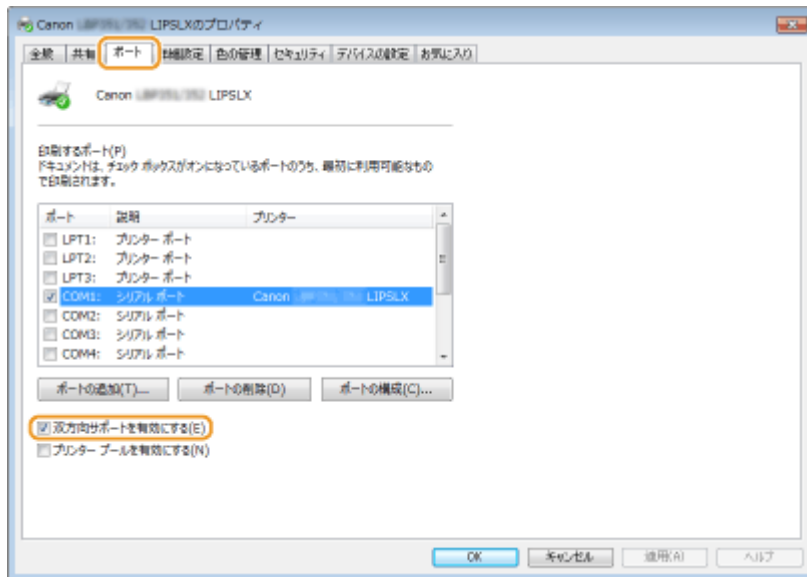 Canon LIPSLXのプロパティ
全般 共有 ポート 詳細設定 色の管理 セキュリティ デバイスの設定 お気に入り
Canon LIPSLX
印刷するポート(P)
ドキュメントは、チェック ボックスがオンになっているポートのうち、最初に利用可能なもの
で印刷されます。
ポート 説明 プリンター
LPT1: プリンター ポート
LPT2: プリンター ポート
LPT3: プリンター ポート
COM1: シリアル ポート Canon LIPSLX
COM2: シリアル ポート
COM3: シリアル ポート
COM4: シリアル ポート
ポートの追加(T)... ポートの削除(D) ポートの構成(C)...
双方向サポートを有効にする(E)
プリンター プールを有効にする(N)
OK キャンセル 適用(A) ヘルプ